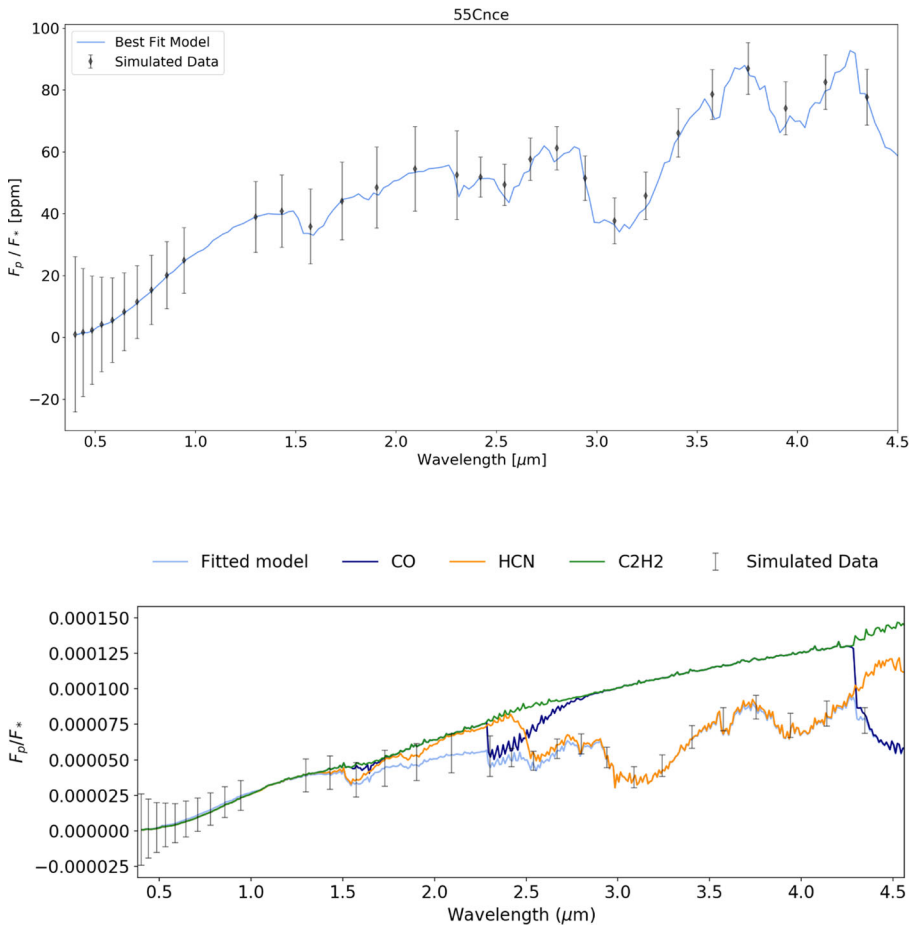 55Cnce
100
80
60
40
20
0
−20
F_p / F_* [ppm]
Best Fit Model
Simulated Data
0.5 1.0 1.5 2.0 2.5 3.0 3.5 4.0 4.5
Wavelength [μm]
Fitted model CO HCN C2H2 Simulated Data
0.000150
0.000125
0.000100
0.000075
0.000050
0.000025
0.000000
−0.000025
F_p/F_*
0.5 1.0 1.5 2.0 2.5 3.0 3.5 4.0 4.5
Wavelength (μm)